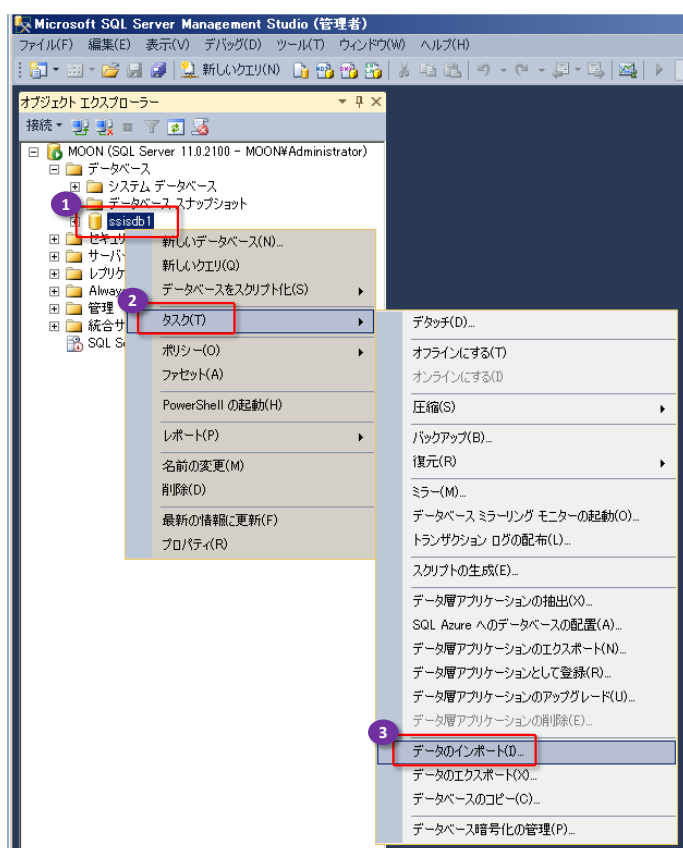 Microsoft SQL Server Management Studio (管理者)
ファイル(F) 編集(E) 表示(V) デバッグ(D) ツール(T) ウィンドウ(W) ヘルプ(H)
新しいクエリ(N)
オブジェクト エクスプローラー
接続
MOON (SQL Server 11.0.2100 - MOON¥Administrator)
データベース
システム データベース
データベース スナップショット
1
ssisdb1
セキュリ
サーバー
レプリケ
Alway
管理
統合サ
SQL S
新しいデータベース(N)...
新しいクエリ(Q)
データベースをスクリプト化(S)
2
タスク(T)
ポリシー(O)
ファセット(A)
PowerShell の起動(H)
レポート(P)
名前の変更(M)
削除(D)
最新の情報に更新(F)
プロパティ(R)
デタッチ(D)...
オフラインにする(T)
オンラインにする(I)
圧縮(S)
バックアップ(B)...
復元(R)
ミラー(M)...
データベース ミラーリング モニターの起動(O)...
トランザクション ログの配布(L)...
スクリプトの生成(E)...
データ層アプリケーションの抽出(X)...
SQL Azure へのデータベースの配置(A)...
データ層アプリケーションのエクスポート(N)...
データ層アプリケーションとして登録(R)...
データ層アプリケーションのアップグレード(U)...
データ層アプリケーションの削除(E)...
3
データのインポート(I)...
データのエクスポート(X)...
データベースのコピー(C)...
データベース暗号化の管理(P)...